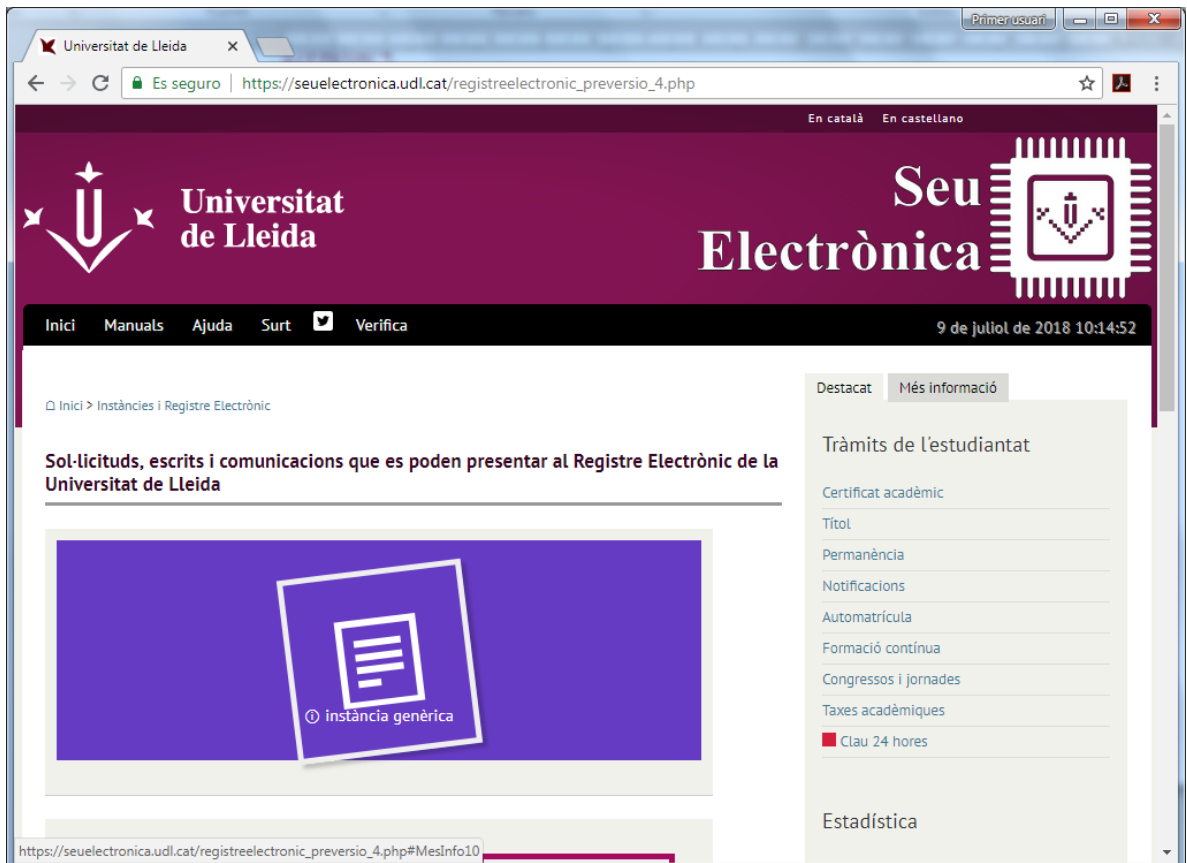 Primer usuari
Universitat de Lleida
Es seguro | https://seuelectronica.udl.cat/registreelectronic_preversio_4.php
En català En castellano
Universitat
de Lleida
Seu
Electrònica
Inici Manuals Ajuda Surt Verifica
9 de juliol de 2018 10:14:52
Inici > Instàncies i Registre Electrònic
Sol·licituds, escrits i comunicacions que es poden presentar al Registre Electrònic de la
Universitat de Lleida
instància genèrica
Destacat Més informació
Tràmits de l'estudiantat
Certificat acadèmic
Títol
Permanència
Notificacions
Automatrícula
Formació contínua
Congressos i jornades
Taxes acadèmiques
Clau 24 hores
Estadística
https://seuelectronica.udl.cat/registreelectronic_preversio_4.php#MesInfo10